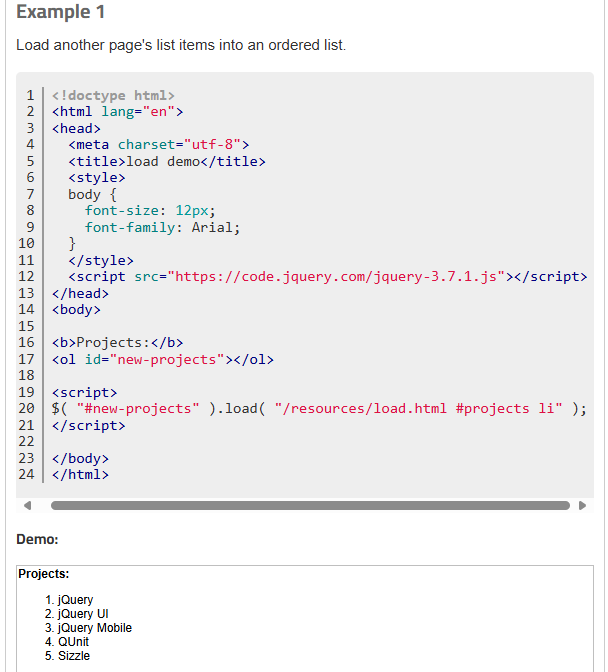 Example 1
Load another page's list items into an ordered list.
1 <!doctype html>
2 <html lang="en">
3 <head>
4   <meta charset="utf-8">
5   <title>load demo</title>
6   <style>
7   body {
8     font-size: 12px;
9     font-family: Arial;
10   }
11   </style>
12   <script src="https://code.jquery.com/jquery-3.7.1.js"></script>
13 </head>
14 <body>
15
16 <b>Projects:</b>
17 <ol id="new-projects"></ol>
18
19 <script>
20 $( "#new-projects" ).load( "/resources/load.html #projects li" );
21 </script>
22
23 </body>
24 </html>
Demo:
Projects:
1. jQuery
2. jQuery UI
3. jQuery Mobile
4. QUnit
5. Sizzle